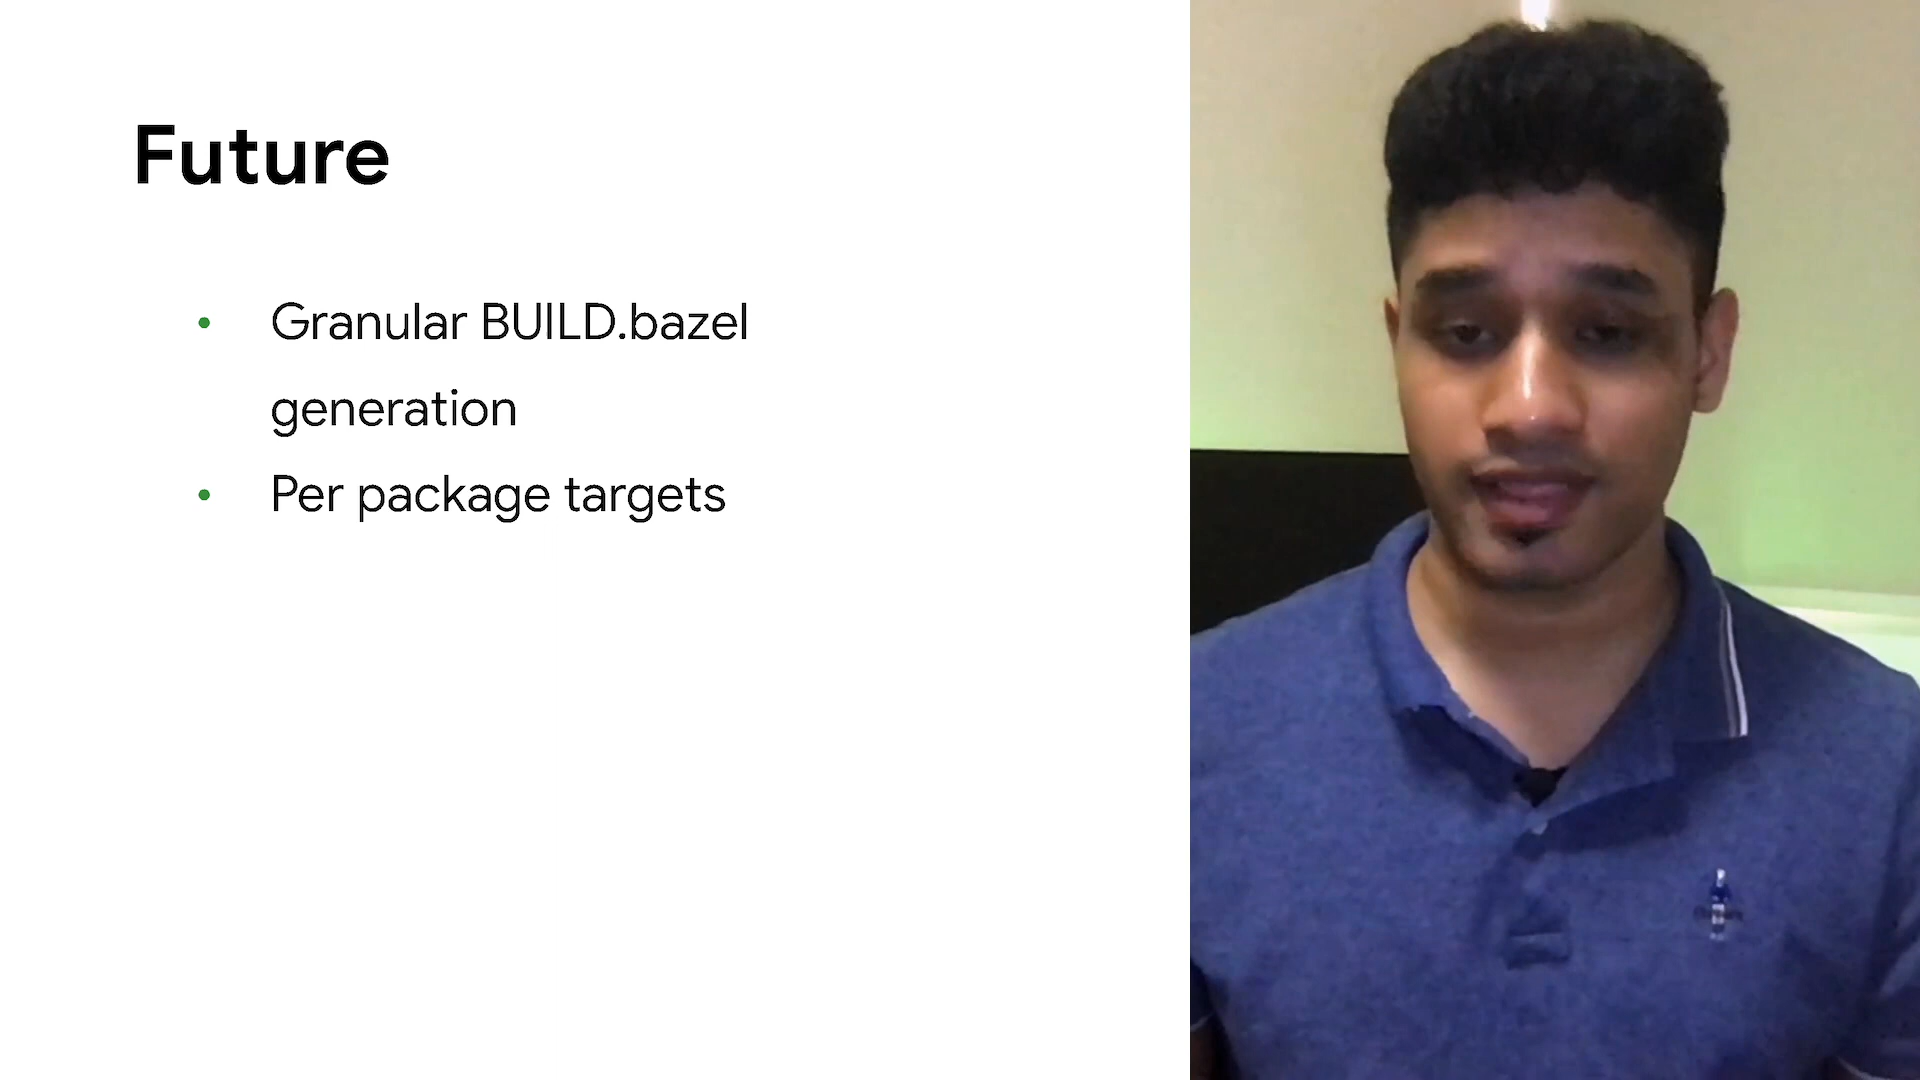 Future
• Granular BUILD.bazel
generation
• Per package targets